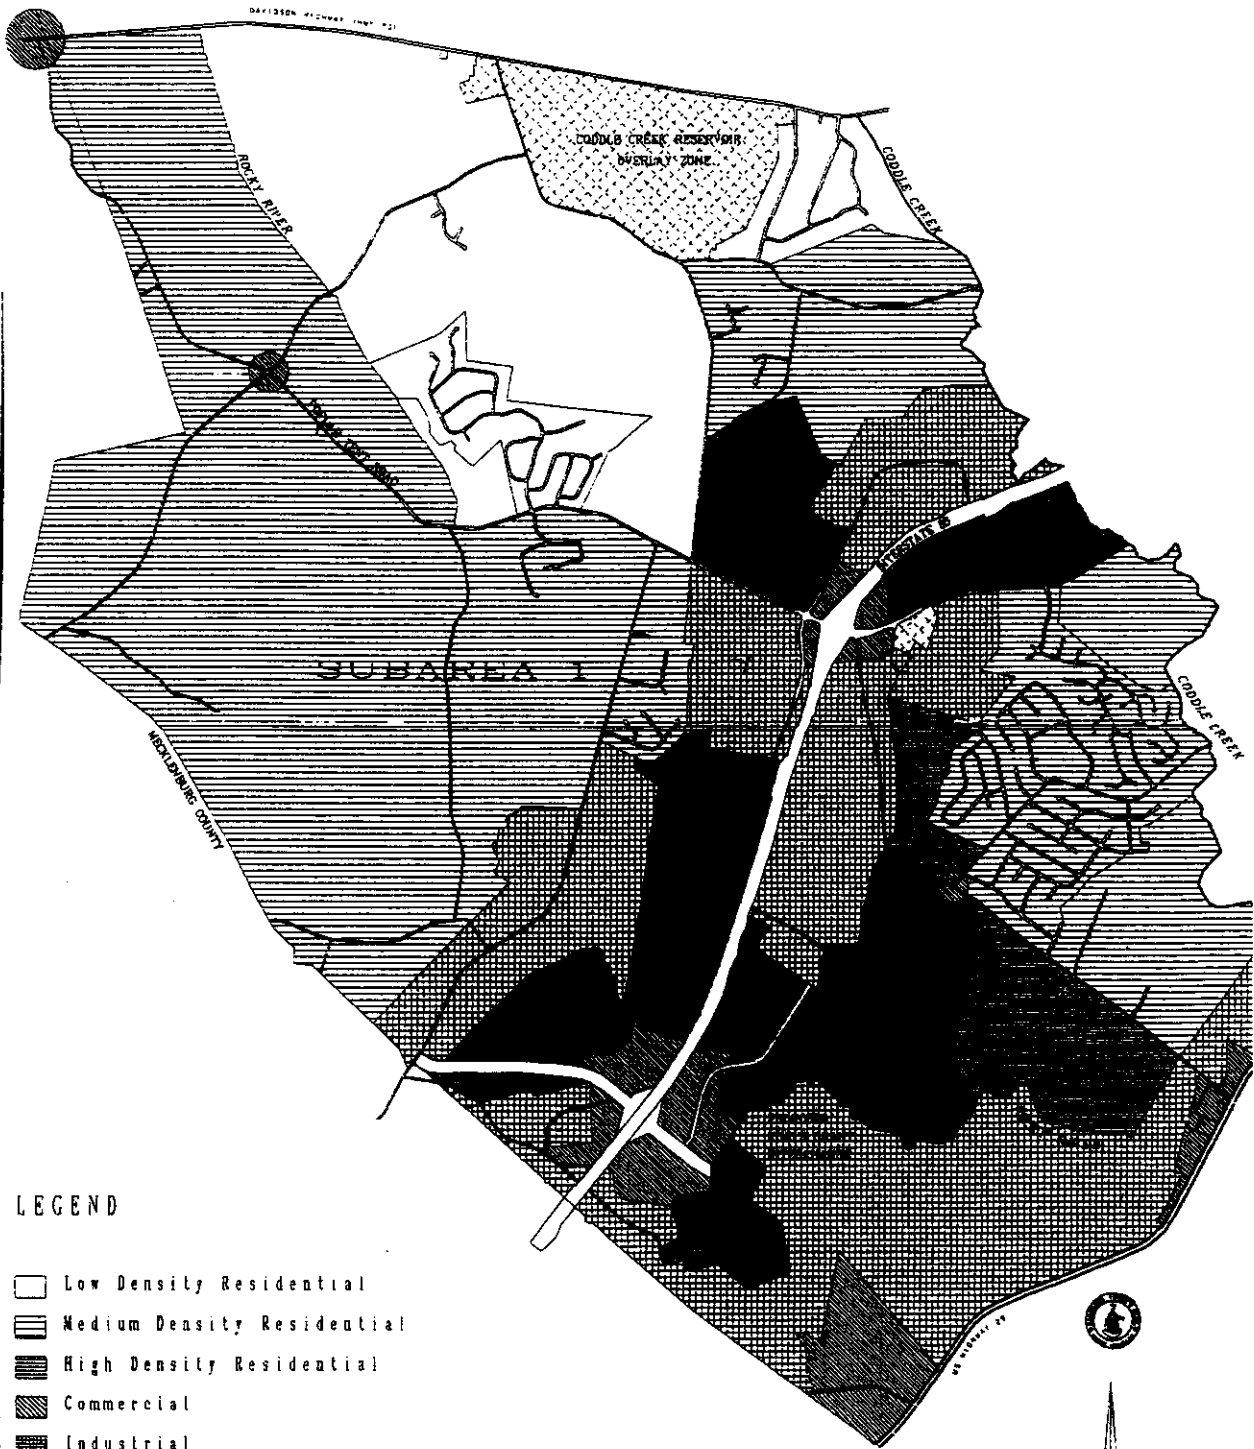 DAVIDSON HIGHWAY
CODDLE CREEK RESERVOIR
OVERLAY ZONE
CODDLE CREEK
ROCKY RIVER
INTERSTATE 85
SUBAREA 1
CODDLE CREEK
MECKLENBURG COUNTY
US HIGHWAY 29
LEGEND
Low Density Residential
Medium Density Residential
High Density Residential
Commercial
Industrial